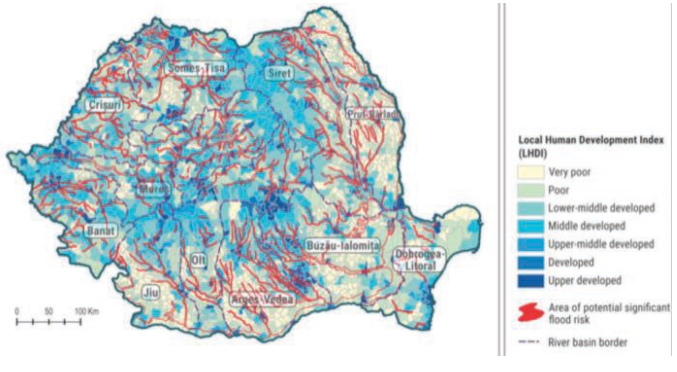 Someș-Tisa
Siret
Crișuri
Prut-Bârlad
Mureș
Banat
Olt
Buzău-Ialomița
Dobrogea-
Litoral
Jiu
Argeș-Vedea
0 50 100 Km
Local Human Development Index
(LHDI)
Very poor
Poor
Lower-middle developed
Middle developed
Upper-middle developed
Developed
Upper developed
Area of potential significant
flood risk
River basin border